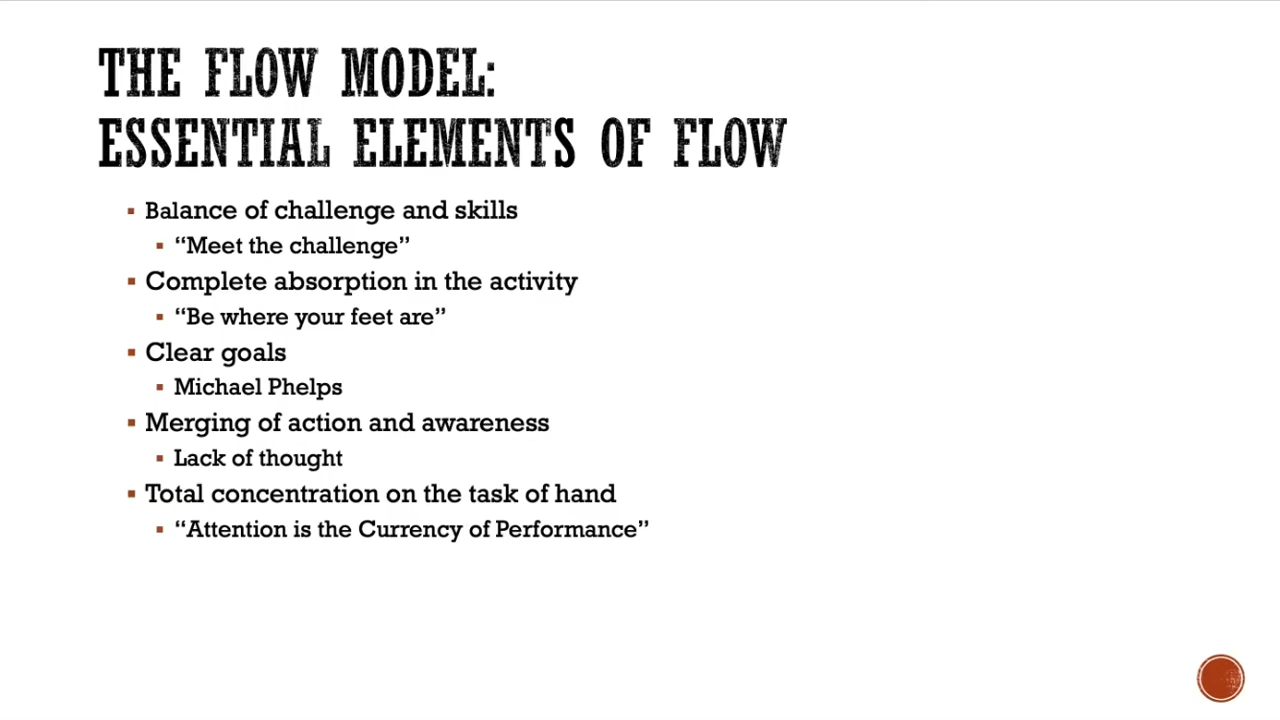 THE FLOW MODEL:
ESSENTIAL ELEMENTS OF FLOW
Balance of challenge and skills
“Meet the challenge”
Complete absorption in the activity
“Be where your feet are”
Clear goals
Michael Phelps
Merging of action and awareness
Lack of thought
Total concentration on the task of hand
“Attention is the Currency of Performance”